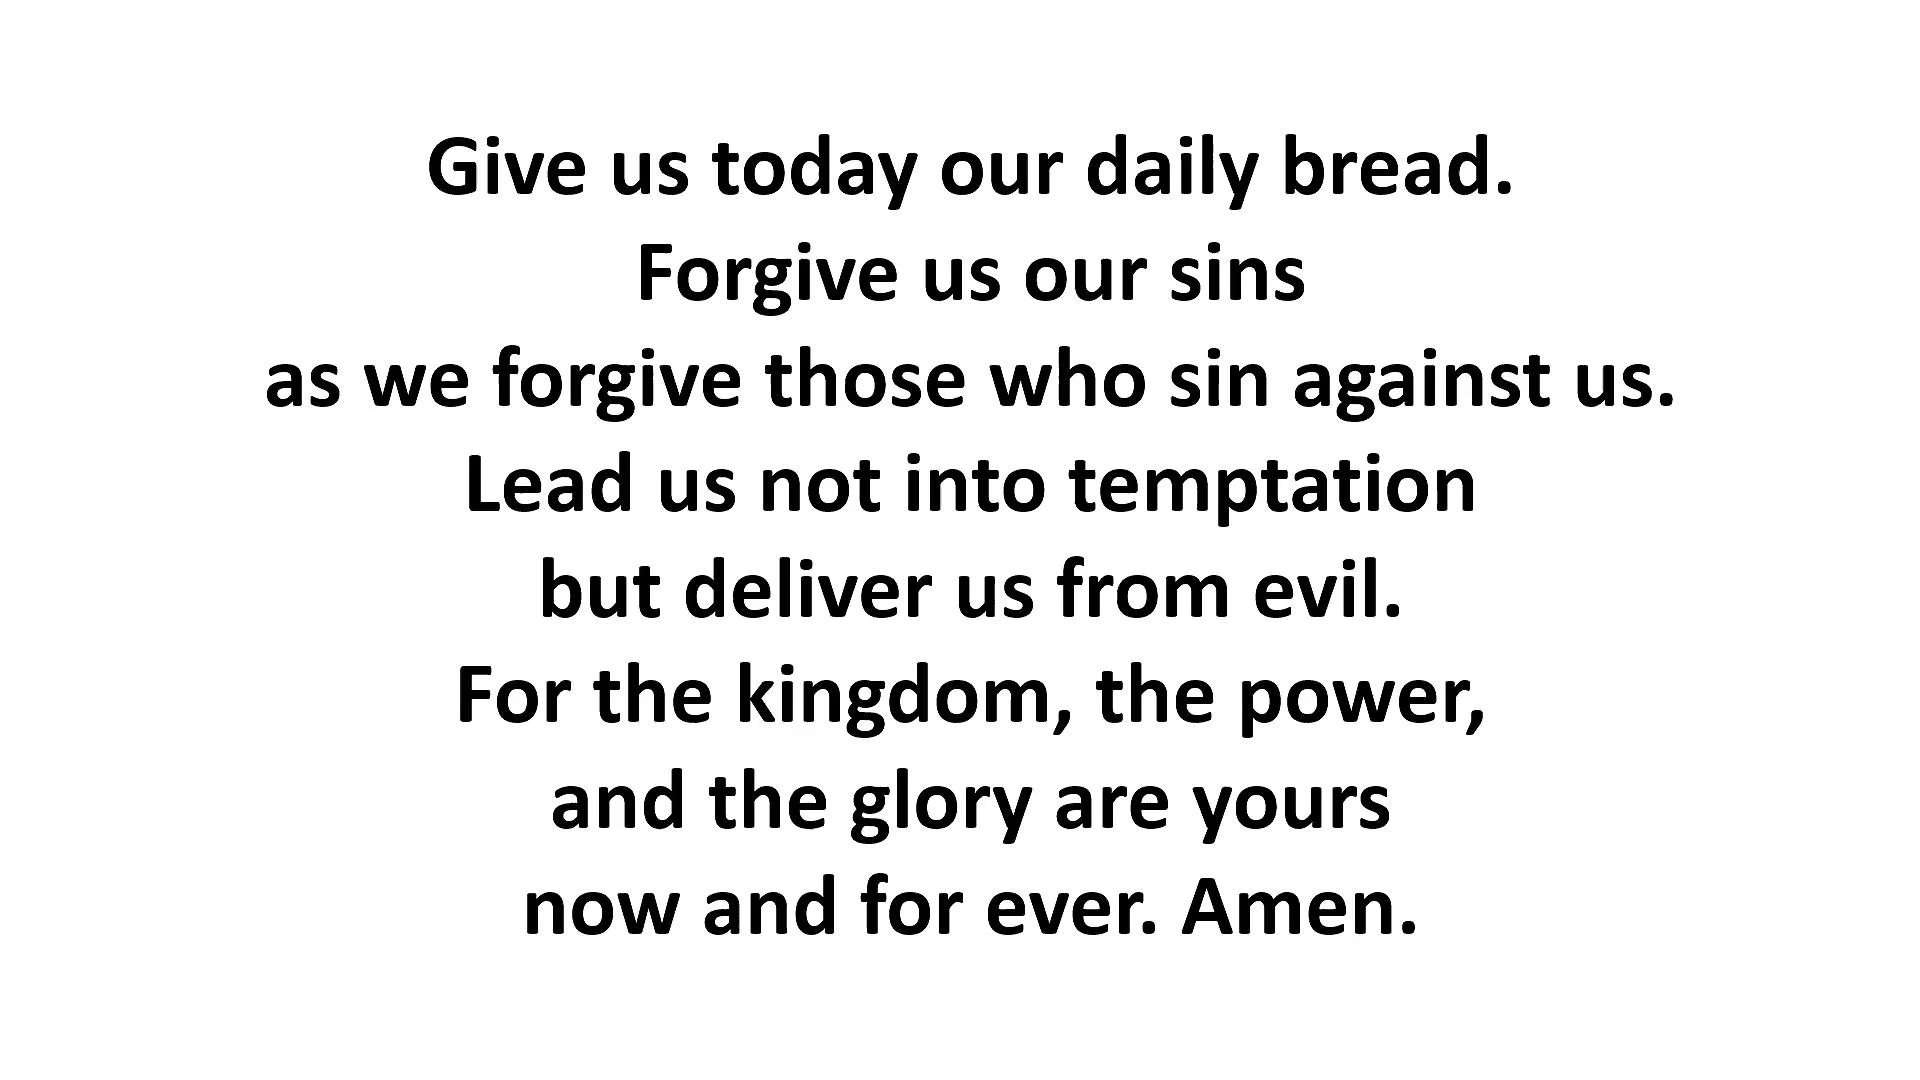 Give us today our daily bread.
Forgive us our sins
as we forgive those who sin against us.
Lead us not into temptation
but deliver us from evil.
For the kingdom, the power,
and the glory are yours
now and for ever. Amen.